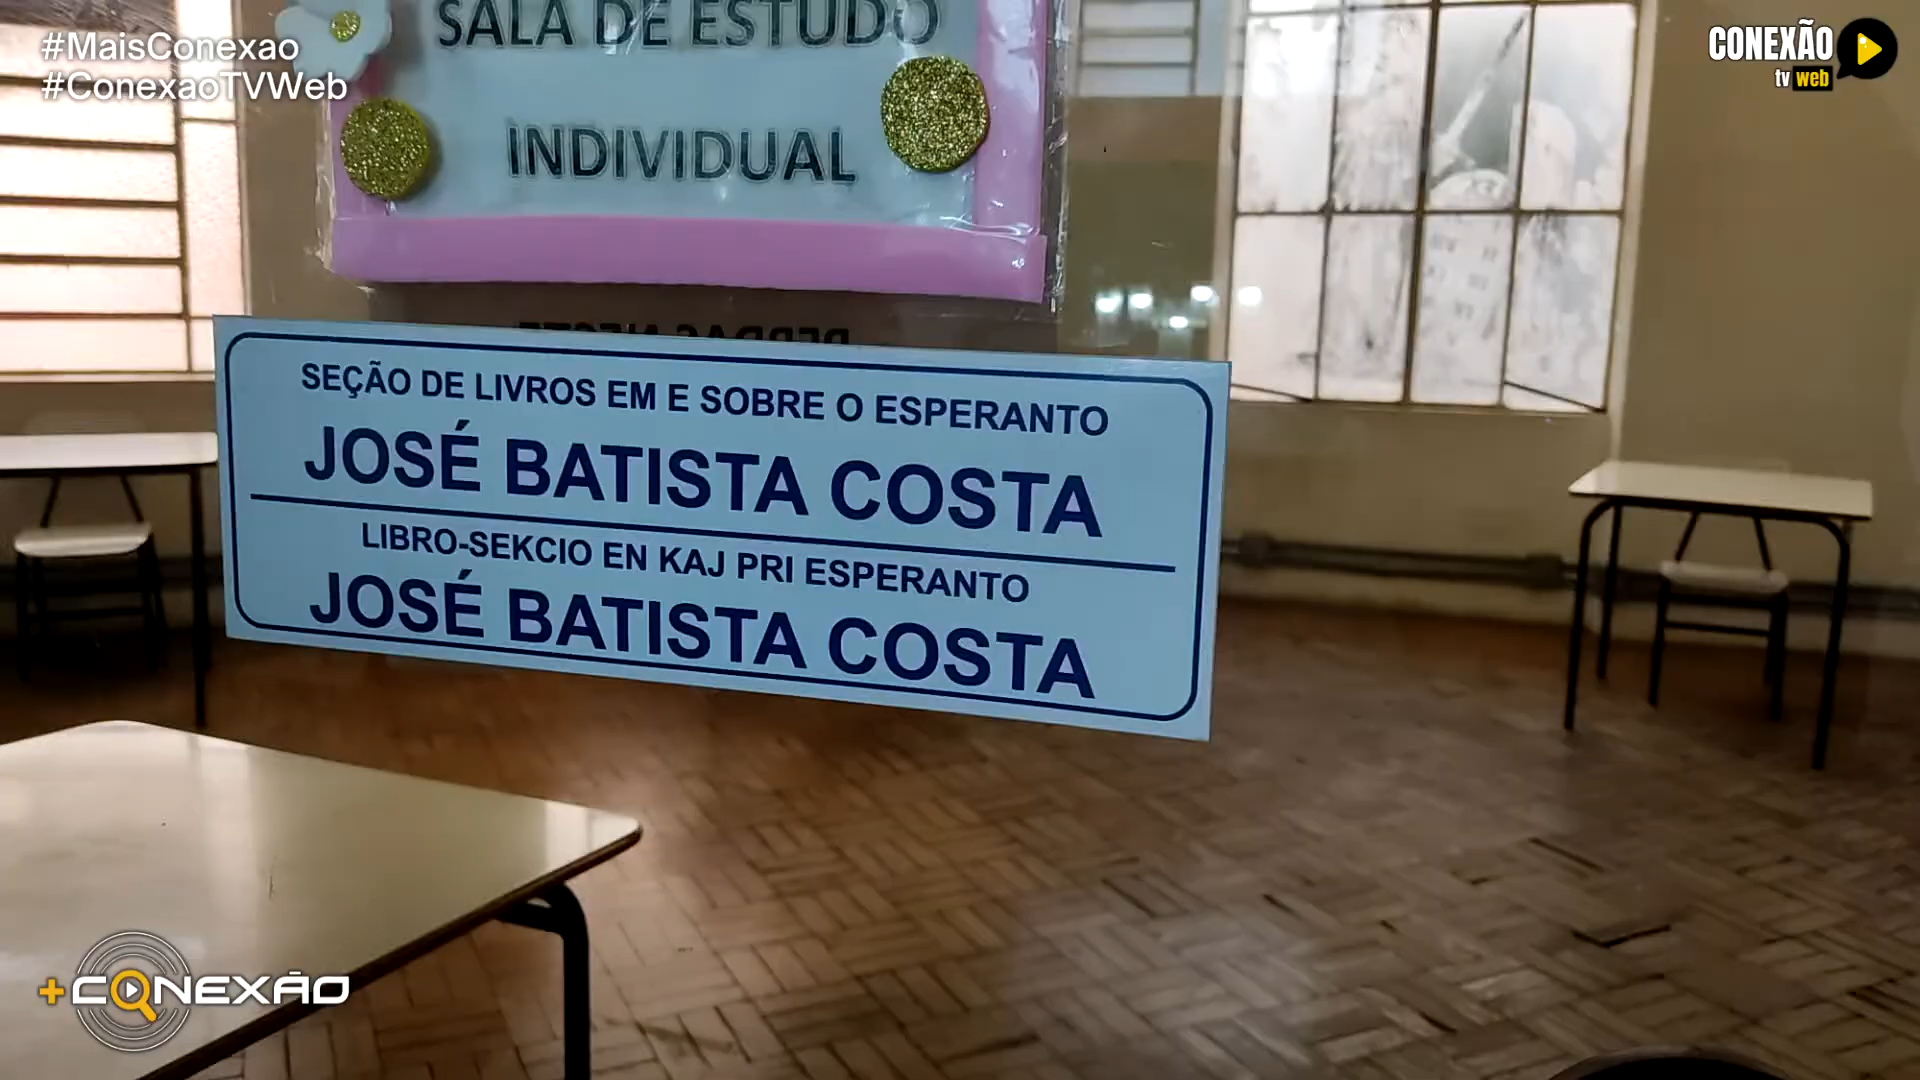 #MaisConexao
#ConexaoTVWeb
CONEXÃO
tv web
SALA DE ESTUDO
INDIVIDUAL
SEÇÃO DE LIVROS EM E SOBRE O ESPERANTO
JOSÉ BATISTA COSTA
LIBRO-SEKCIO EN KAJ PRI ESPERANTO
JOSÉ BATISTA COSTA
+CONEXÃO